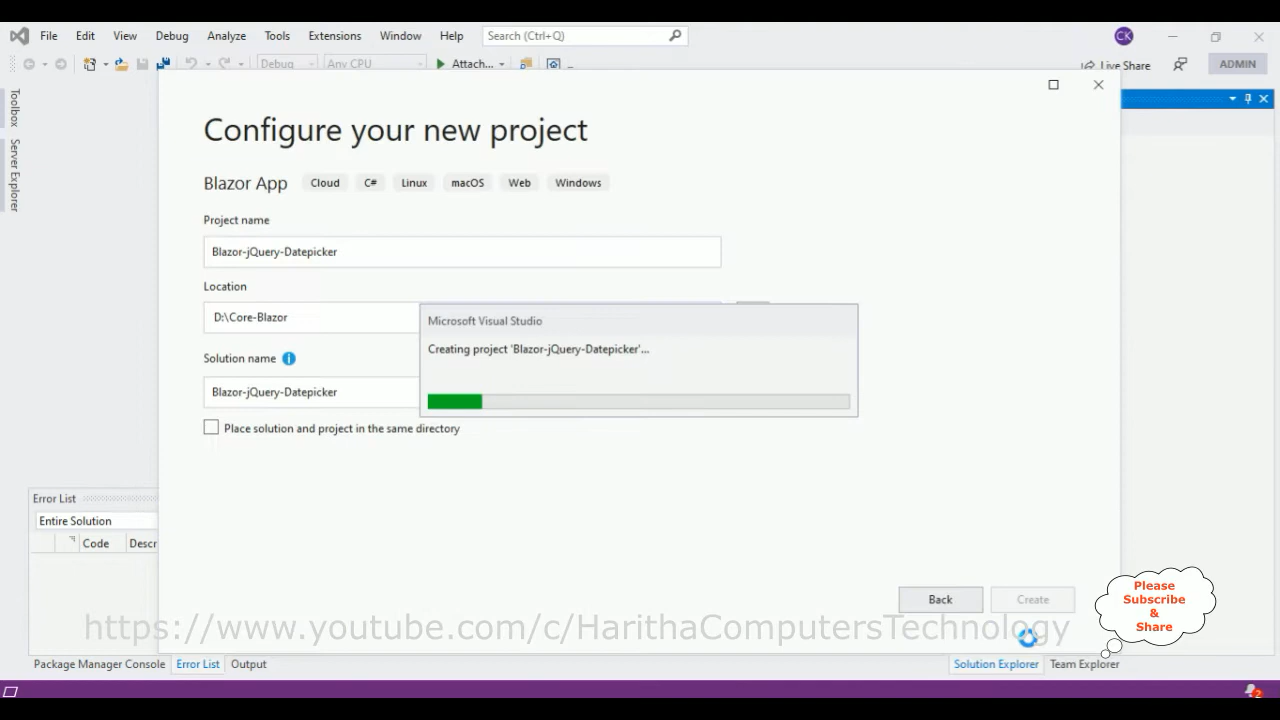 File Edit View Debug Analyze Tools Extensions Window Help Search (Ctrl+Q) CK
Debug Any CPU Attach... Live Share ADMIN
Toolbox
Server Explorer
Configure your new project
Blazor App Cloud C# Linux macOS Web Windows
Project name
Blazor-jQuery-Datepicker
Location
D:\Core-Blazor
Microsoft Visual Studio
Creating project 'Blazor-jQuery-Datepicker'...
Solution name
Blazor-jQuery-Datepicker
Place solution and project in the same directory
Error List
Entire Solution
Code Descr
Back Create
Please
Subscribe
&
Share
https://www.youtube.com/c/HarithaComputersTechnology
Package Manager Console Error List Output Solution Explorer Team Explorer
2